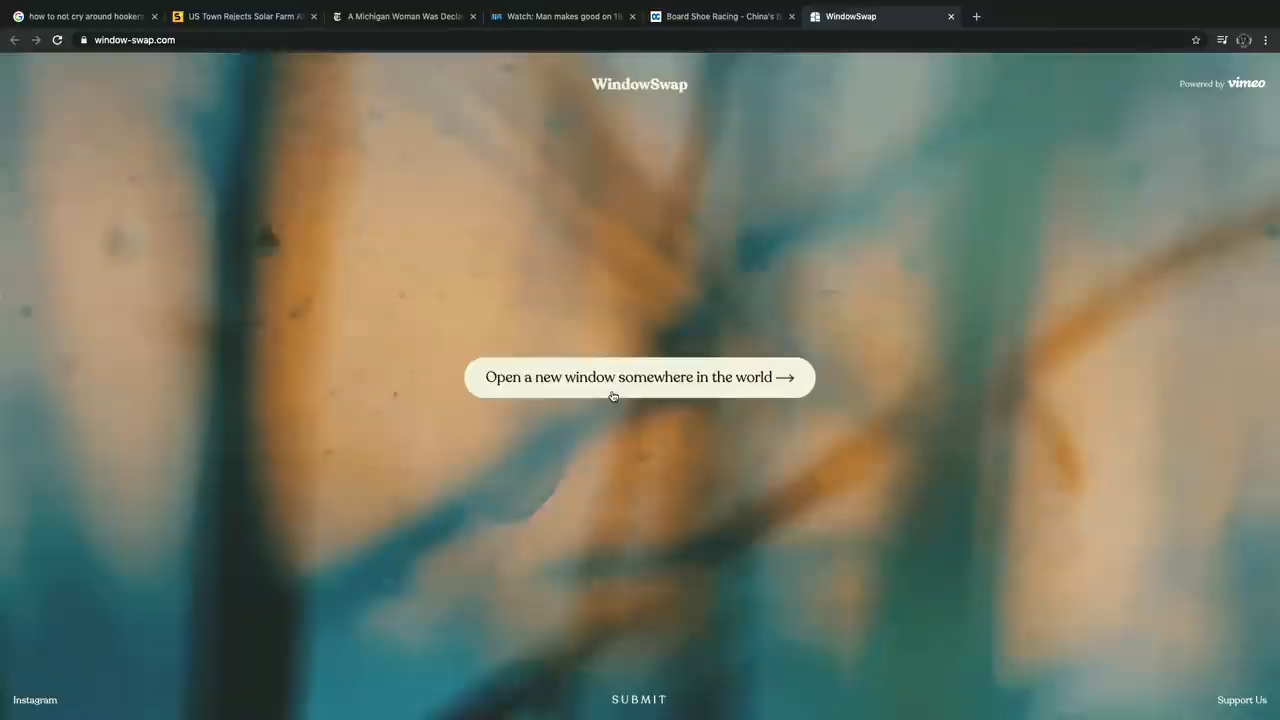 how to not cry around hookers
US Town Rejects Solar Farm A
A Michigan Woman Was Decla
Watch: Man makes good on 19
Board Shoe Racing - China's B
WindowSwap
window-swap.com
WindowSwap
Powered by vimeo
Open a new window somewhere in the world →
Instagram
SUBMIT
Support Us